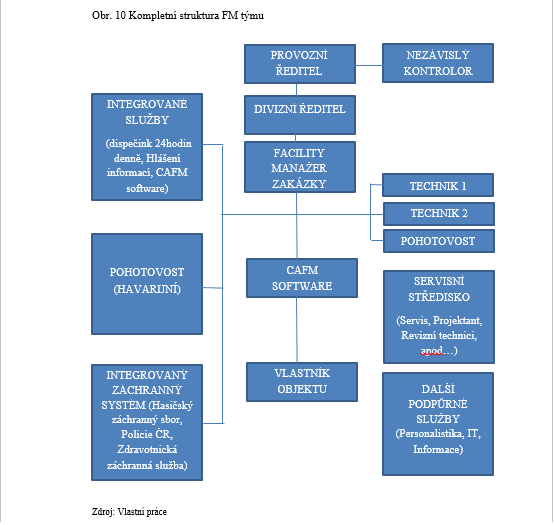 Obr. 10 Kompletní struktura FM týmu
PROVOZNÍ
ŘEDITEL
NEZÁVISLÝ
KONTROLOR
DIVIZNÍ ŘEDITEL
FACILITY
MANAŽER
ZAKÁZKY
INTEGROVANÉ
SLUŽBY
(dispečink 24hodin
denně, Hlášení
informací, CAFM
software)
TECHNIK 1
TECHNIK 2
POHOTOVOST
POHOTOVOST
(HAVARIJNÍ)
CAFM
SOFTWARE
SERVISNÍ
STŘEDISKO
(Servis, Projektant,
Revizní technici,
apod…)
INTEGROVANÝ
ZÁCHRANNÝ
SYSTEM (Hasičský
záchranný sbor,
Policie ČR,
Zdravotnická
záchranná služba)
VLASTNÍK
OBJEKTU
DALŠÍ
PODPŮRNÉ
SLUŽBY
(Personalistika, IT,
Informace)
Zdroj: Vlastní práce